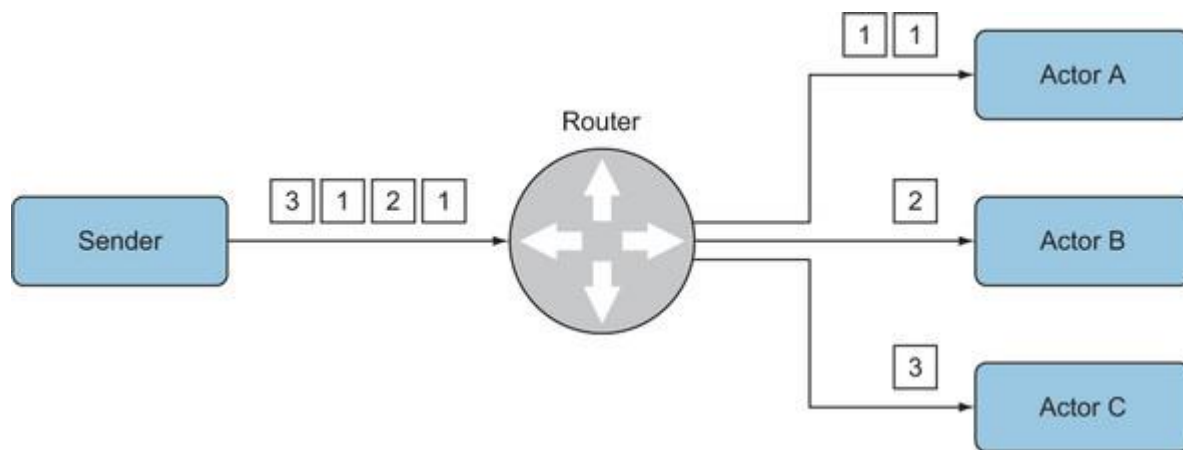 1 1
Actor A
Router
3 1 2 1
2
Sender
Actor B
3
Actor C